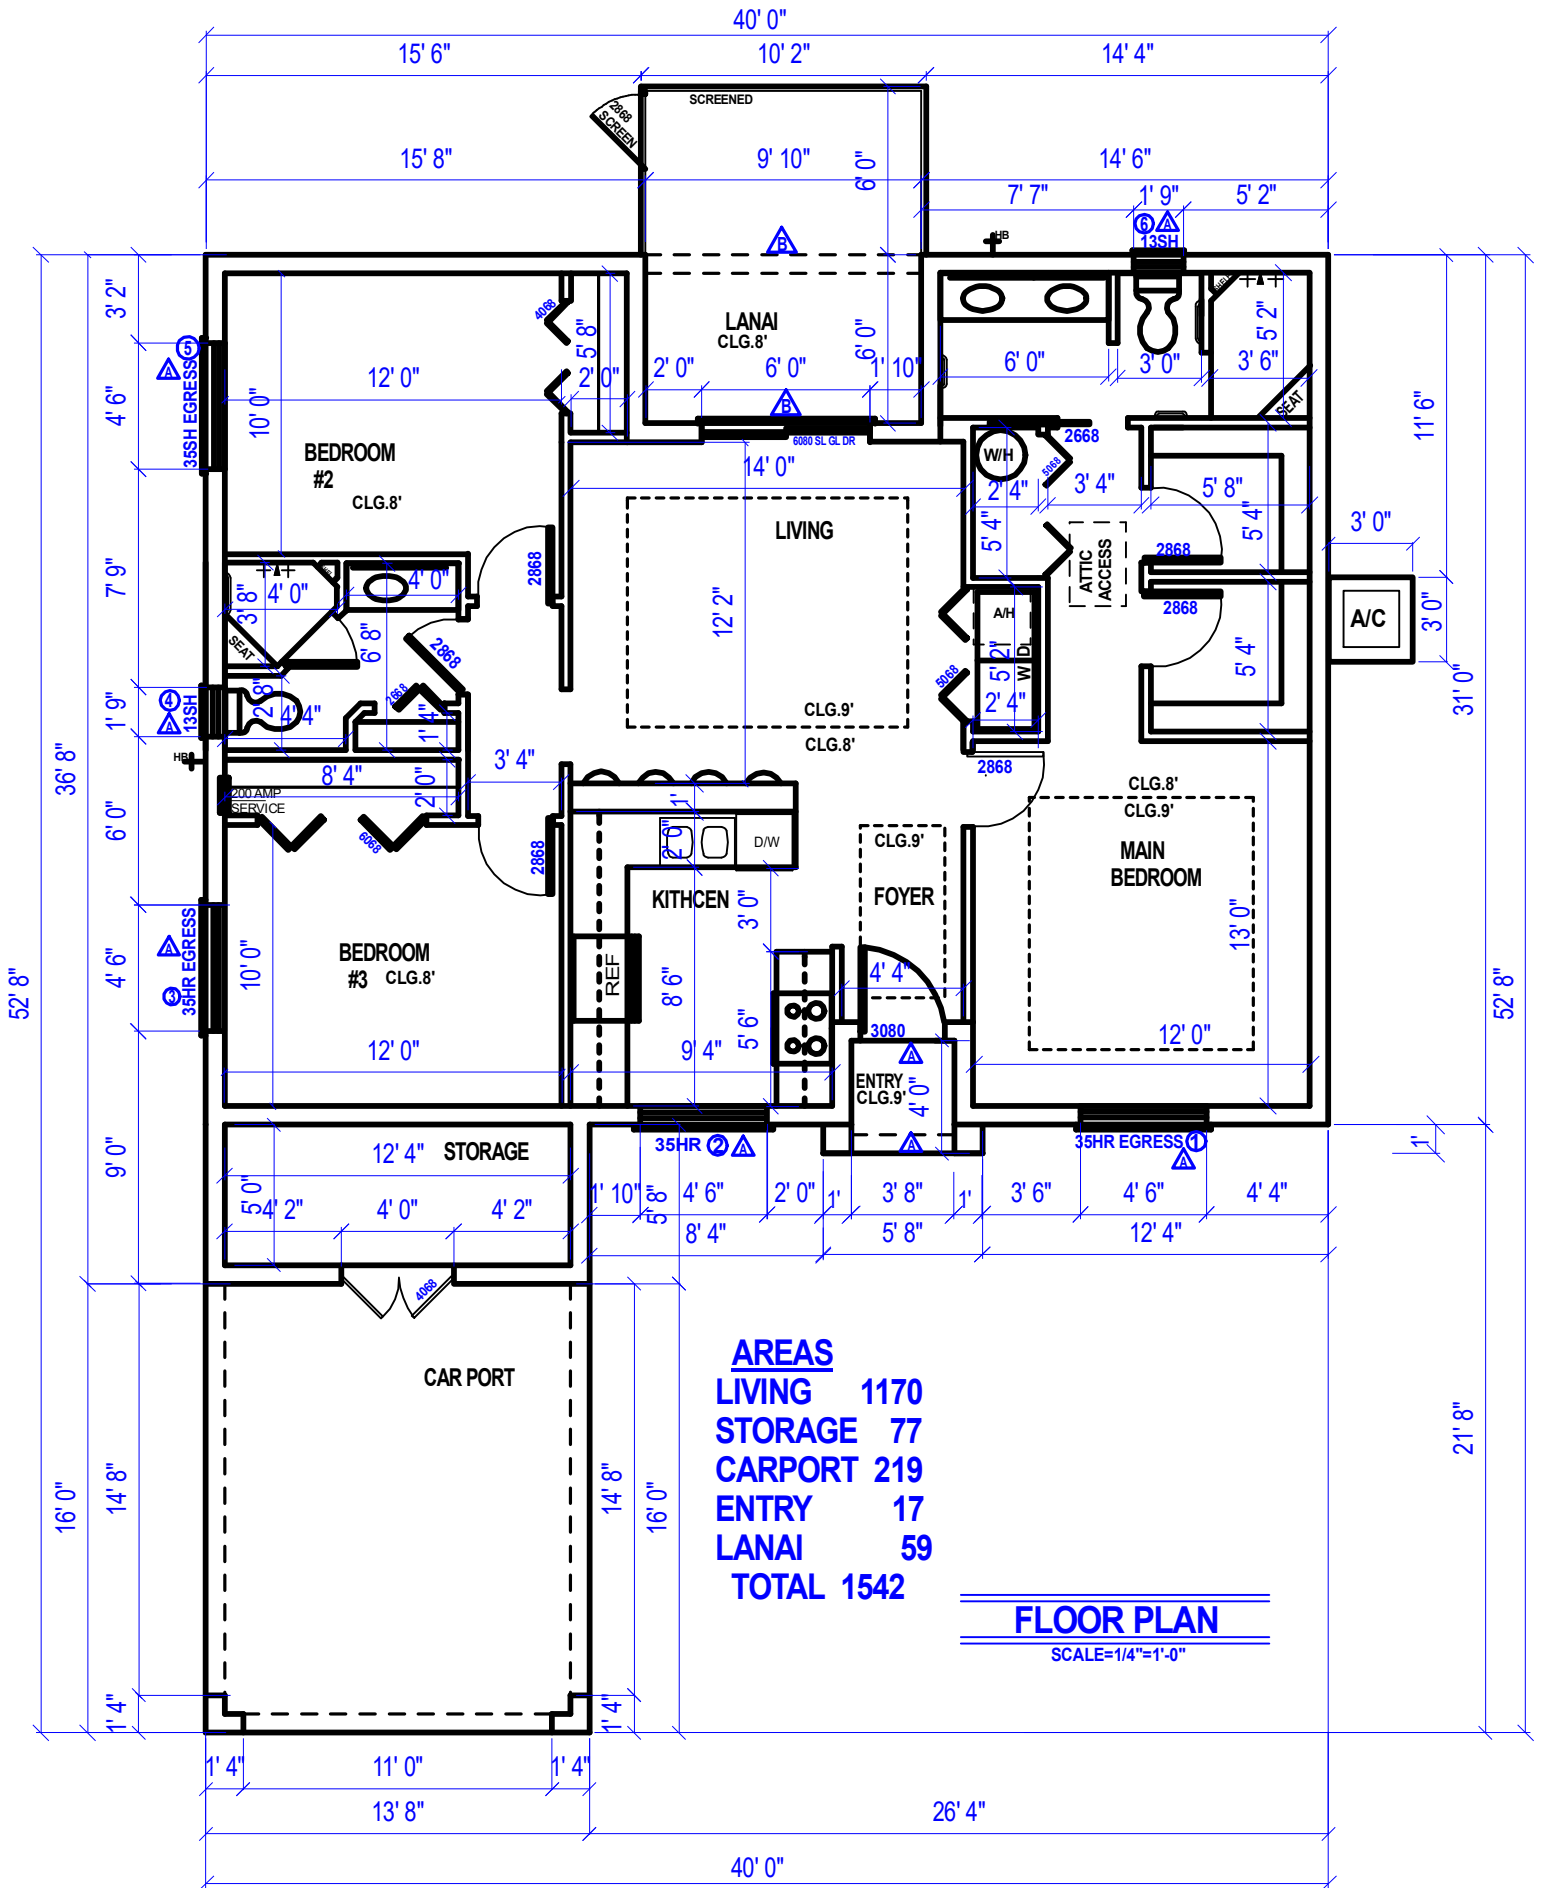 40' 0"
15' 6"
10' 2"
14' 4"
SCREENED
2868
SCREEN
15' 8"
9' 10"
6' 0"
14' 6"
7' 7"
1' 9"
5' 2"
6
A
13SH
HB
B
3' 2"
4068
5' 8"
LANAI
CLG.8'
6' 0"
5' 2"
SHELF
5
A
35SH EGRESS
4' 6"
12' 0"
2' 0"
2' 0"
6' 0"
1' 10"
6' 0"
3' 0"
3' 6"
SEAT
11' 6"
10' 0"
B
6080 SL GL DR
2668
BEDROOM
#2
CLG.8'
14' 0"
W/H
5068
2' 4"
3' 4"
5' 8"
3' 0"
LIVING
5' 4"
ATTIC
ACCESS
5' 4"
2868
2868
2868
7' 9"
4' 0"
3' 8"
4' 0"
SEAT
6' 8"
2868
12' 2"
A/H
A/C
3' 0"
5' 2"
W
D
5' 4"
31' 0"
4
A
13SH
1' 9"
2' 8"
4' 4"
2668
1' 4"
5068
2' 4"
CLG.9'
CLG.8'
HB
36' 8"
8' 4"
2' 0"
3' 4"
2868
CLG.8'
CLG.9'
200 AMP
SERVICE
6' 0"
6068
2868
1'
2' 0"
D/W
CLG.9'
MAIN
BEDROOM
KITHCEN
FOYER
3' 0"
13' 0"
3
A
35HR EGRESS
4' 6"
10' 0"
BEDROOM
#3
CLG.8'
REF
8' 6"
4' 4"
52' 8"
52' 8"
5' 6"
3080
12' 0"
12' 0"
9' 4"
A
ENTRY
CLG.9'
4' 0"
35HR
2
A
A
35HR EGRESS
1
A
1'
9' 0"
STORAGE
12' 4"
5' 0"
4' 2"
4' 0"
4' 2"
1' 10"
5' 8"
4' 6"
2' 0"
1'
3' 8"
1'
3' 6"
4' 6"
4' 4"
8' 4"
5' 8"
12' 4"
4068
CAR PORT
AREAS
LIVING 1170
STORAGE 77
CARPORT 219
ENTRY 17
LANAI 59
TOTAL 1542
21' 8"
16' 0"
14' 8"
14' 8"
16' 0"
FLOOR PLAN
SCALE=1/4"=1'-0"
1' 4"
1' 4"
1' 4"
11' 0"
1' 4"
13' 8"
26' 4"
40' 0"